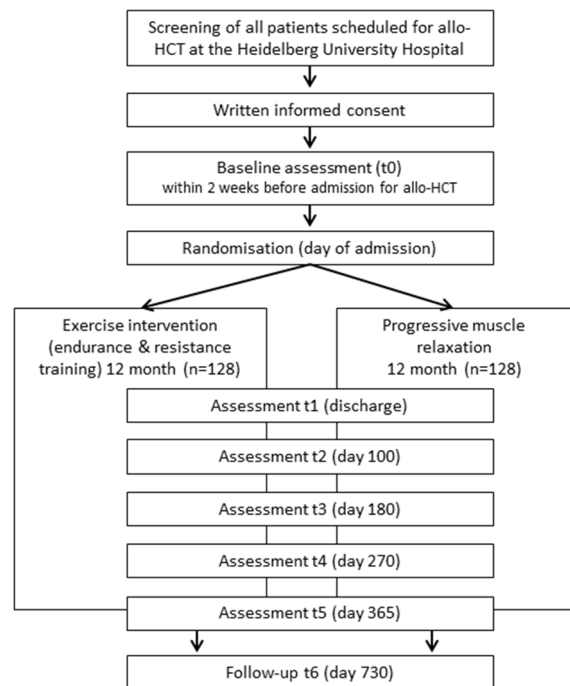 Screening of all patients scheduled for allo-
HCT at the Heidelberg University Hospital
Written informed consent
Baseline assessment (t0)
within 2 weeks before admission for allo-HCT
Randomisation (day of admission)
Exercise intervention
(endurance & resistance
training) 12 month (n=128)
Progressive muscle
relaxation
12 month (n=128)
Assessment t1 (discharge)
Assessment t2 (day 100)
Assessment t3 (day 180)
Assessment t4 (day 270)
Assessment t5 (day 365)
Follow-up t6 (day 730)